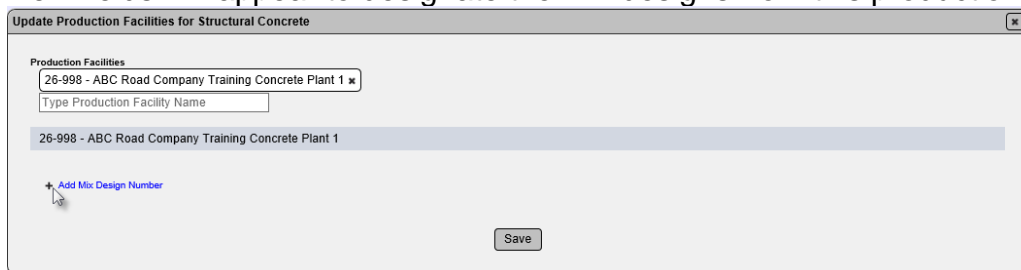 Update Production Facilities for Structural Concrete
Production Facilities
26-998 - ABC Road Company Training Concrete Plant 1
Type Production Facility Name
26-998 - ABC Road Company Training Concrete Plant 1
+ Add Mix Design Number
Save